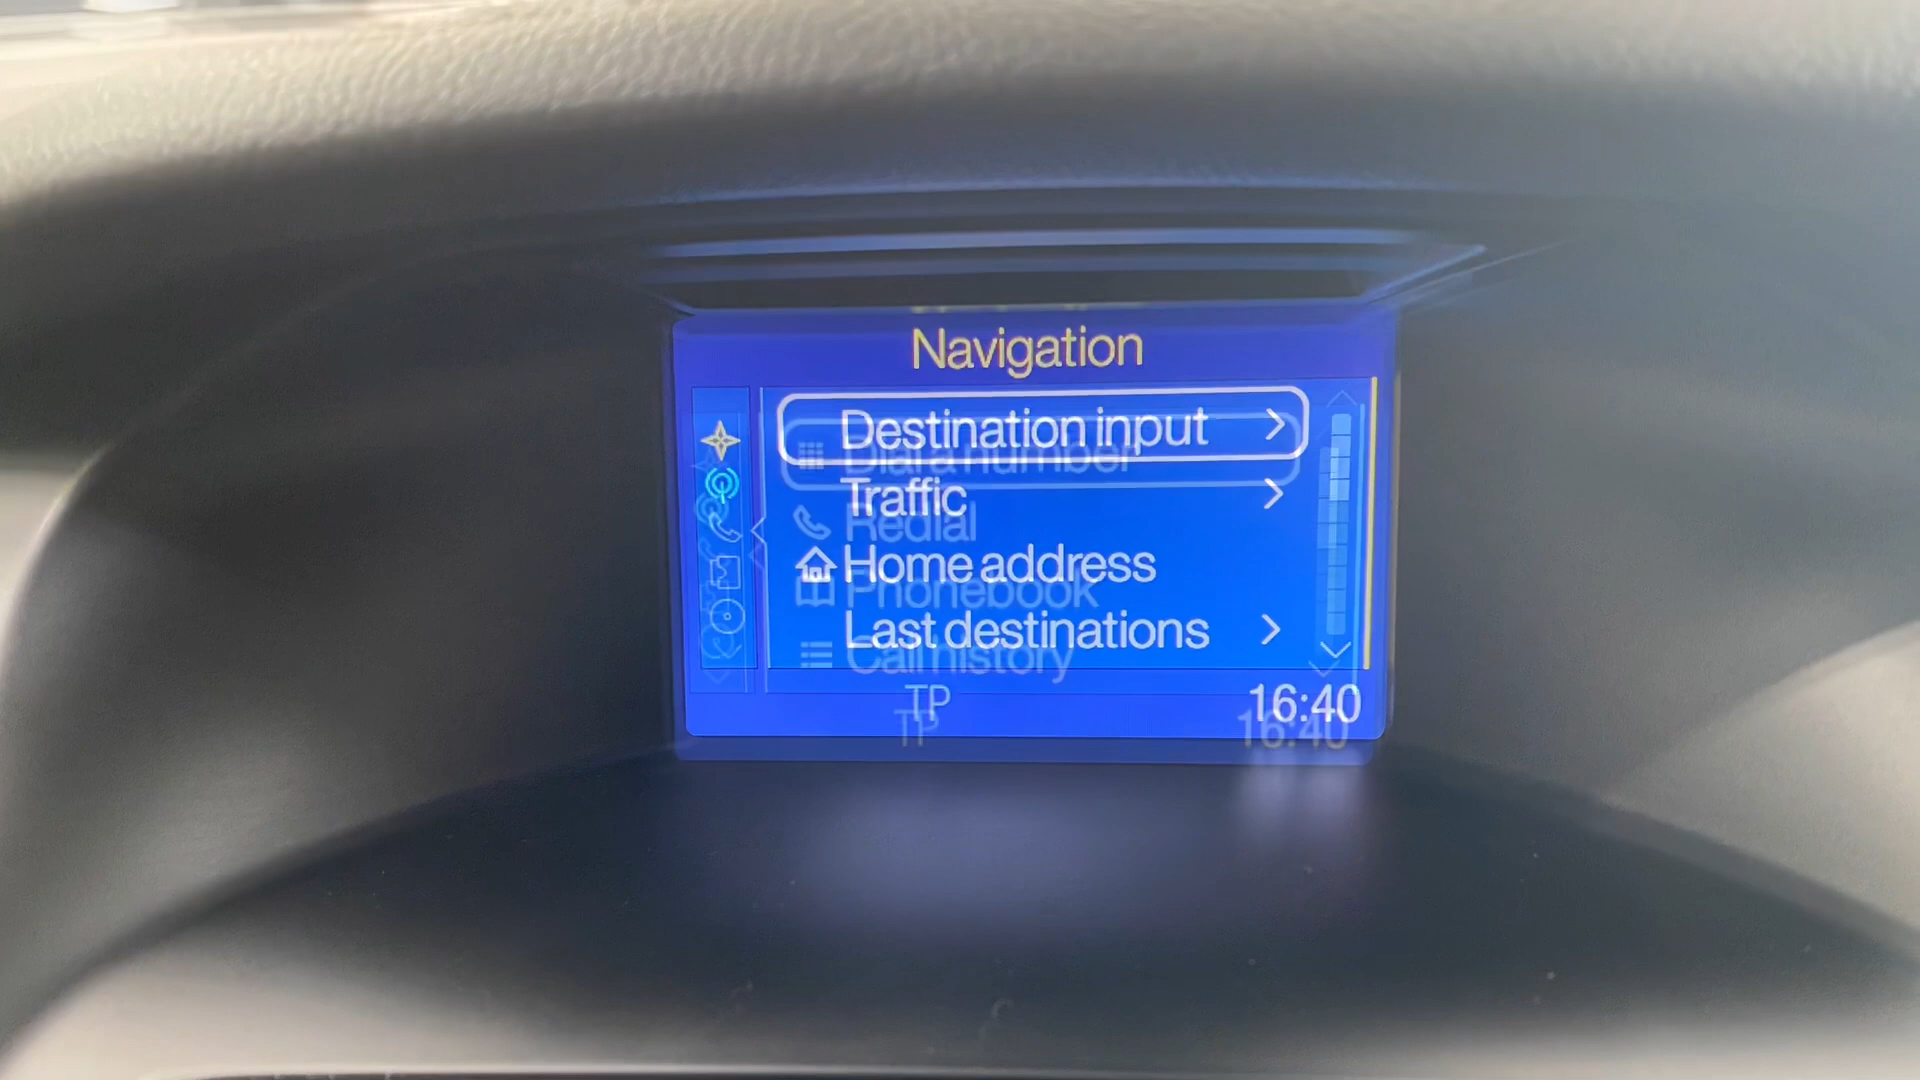 Navigation
Destination input
Dial a number
Traffic
Redial
Home address
Phonebook
Last destinations
Call history
TP
16:40
TP
16:40